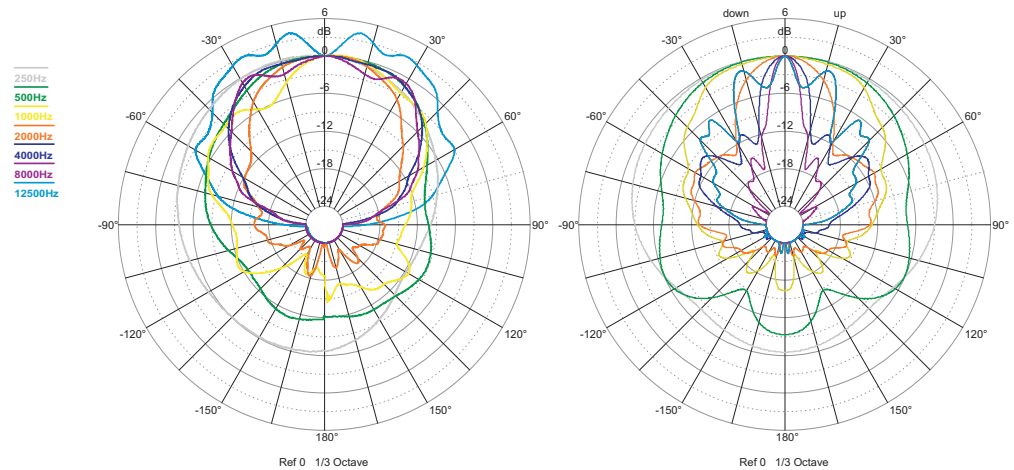 250Hz
500Hz
1000Hz
2000Hz
4000Hz
8000Hz
12500Hz
6
dB
0
-6
-12
-18
-24
-30°
30°
-60°
60°
-90°
90°
-120°
120°
-150°
150°
180°
Ref 0 1/3 Octave
down 6 up
dB
0
-6
-12
-18
-24
-30°
30°
-60°
60°
-90°
90°
-120°
120°
-150°
150°
180°
Ref 0 1/3 Octave